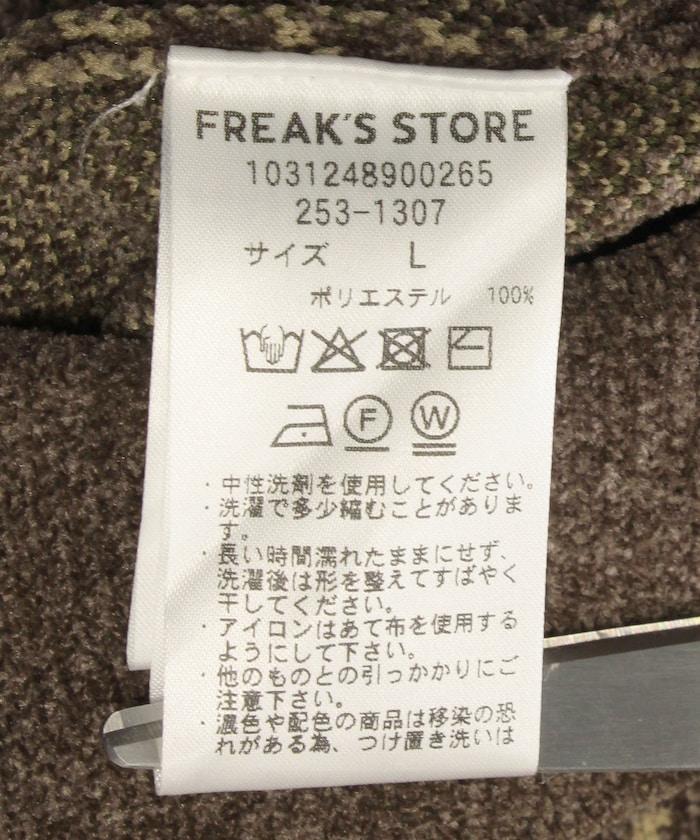 FREAK'S STORE
1031248900265
253-1307
サイズ L
ポリエステル 100%
F W
・中性洗剤を使用してください。
・洗濯で多少縮むことがありま
す。
・長い時間濡れたままにせず、
洗濯後は形を整えてすばやく
干してください。
・アイロンはあて布を使用する
ようにして下さい。
・他のものとの引っかかりにご
注意下さい。
・濃色や配色の商品は移染の恐
れがある為、つけ置き洗いは